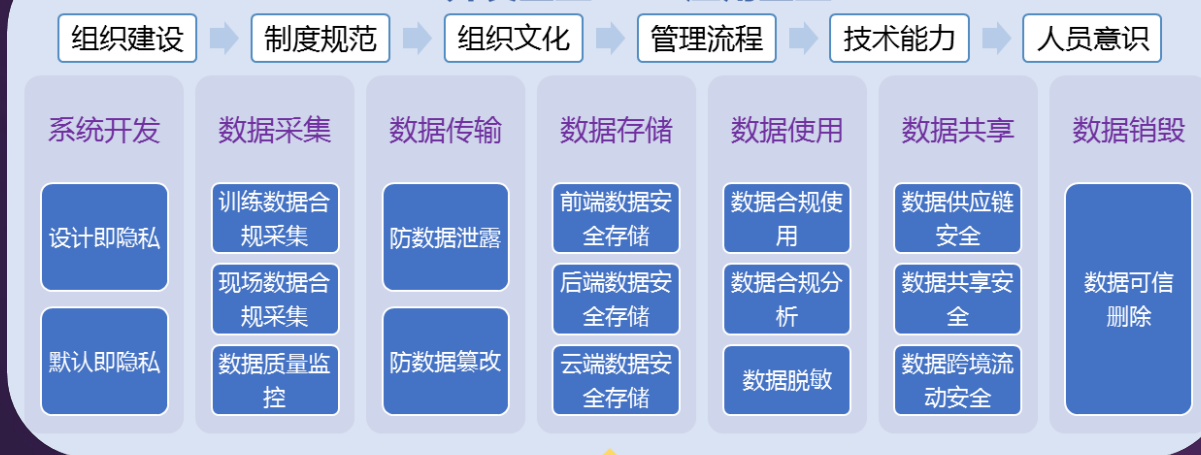 组织建设
制度规范
组织文化
管理流程
技术能力
人员意识
系统开发
设计即隐私
默认即隐私
数据采集
训练数据合
规采集
现场数据合
规采集
数据质量监
控
数据传输
防数据泄露
防数据篡改
数据存储
前端数据安
全存储
后端数据安
全存储
云端数据安
全存储
数据使用
数据合规使
用
数据合规分
析
数据脱敏
数据共享
数据供应链
安全
数据共享安
全
数据跨境流
动安全
数据销毁
数据可信
删除